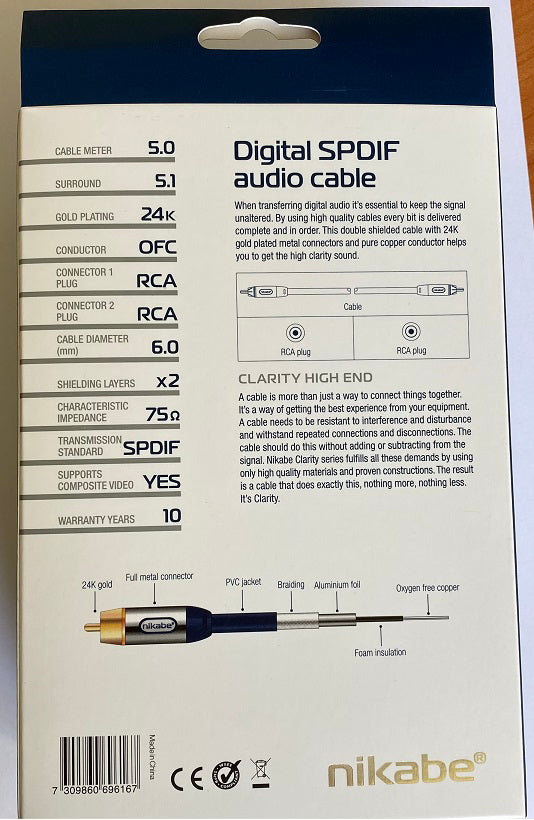 CABLE METER 5.0
SURROUND 5.1
GOLD PLATING 24K
CONDUCTOR OFC
CONNECTOR 1
PLUG RCA
CONNECTOR 2
PLUG RCA
CABLE DIAMETER
(mm) 6.0
SHIELDING LAYERS x2
CHARACTERISTIC
IMPEDANCE 75Ω
TRANSMISSION
STANDARD SPDIF
SUPPORTS
COMPOSITE VIDEO YES
WARRANTY YEARS 10
Digital SPDIF
audio cable
When transferring digital audio it's essential to keep the signal
unaltered. By using high quality cables every bit is delivered
complete and in order. This double shielded cable with 24K
gold plated metal connectors and pure copper conductor helps
you to get the high clarity sound.
Cable
RCA plug
RCA plug
CLARITY HIGH END
A cable is more than just a way to connect things together.
It's a way of getting the best experience from your equipment.
A cable needs to be resistant to interference and disturbance
and withstand repeated connections and disconnections. The
cable should do this without adding or subtracting from the
signal. Nikabe Clarity series fulfills all these demands by using
only high quality materials and proven constructions. The result
is a cable that does exactly this, nothing more, nothing less.
It's Clarity.
24K gold
Full metal connector
PVC jacket
Braiding
Aluminium foil
Oxygen free copper
nikabe®
Foam insulation
7 309860 696167
Made in China
CE
nikabe®